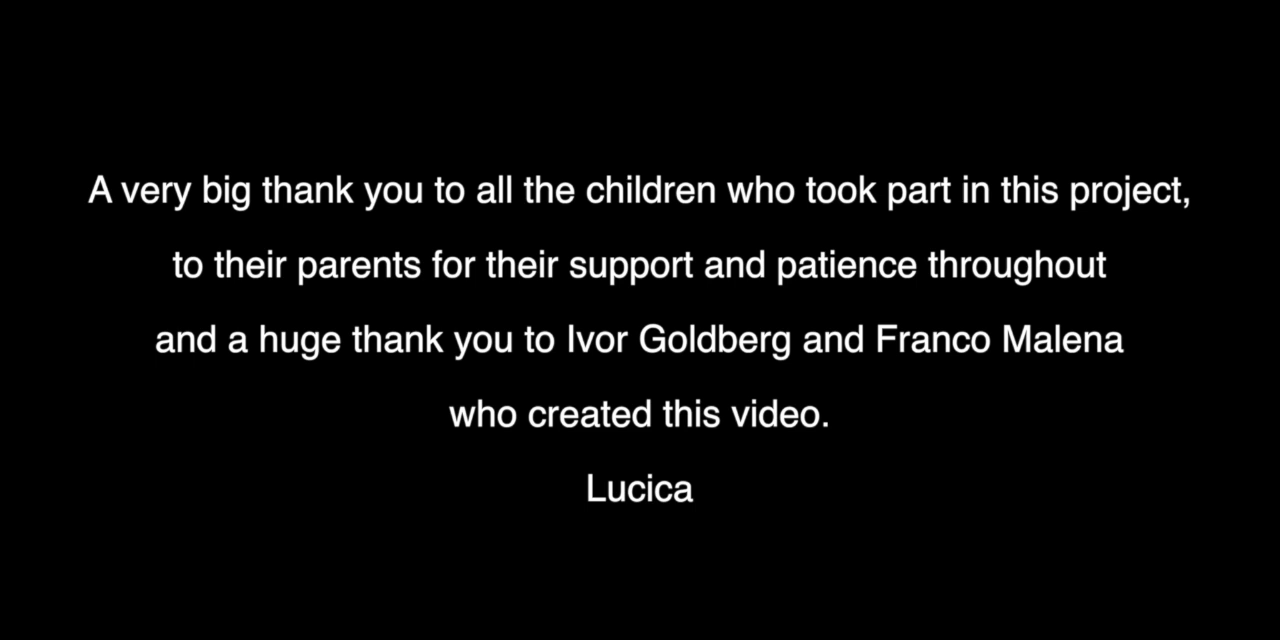 A very big thank you to all the children who took part in this project,
to their parents for their support and patience throughout
and a huge thank you to Ivor Goldberg and Franco Malena
who created this video.
Lucica